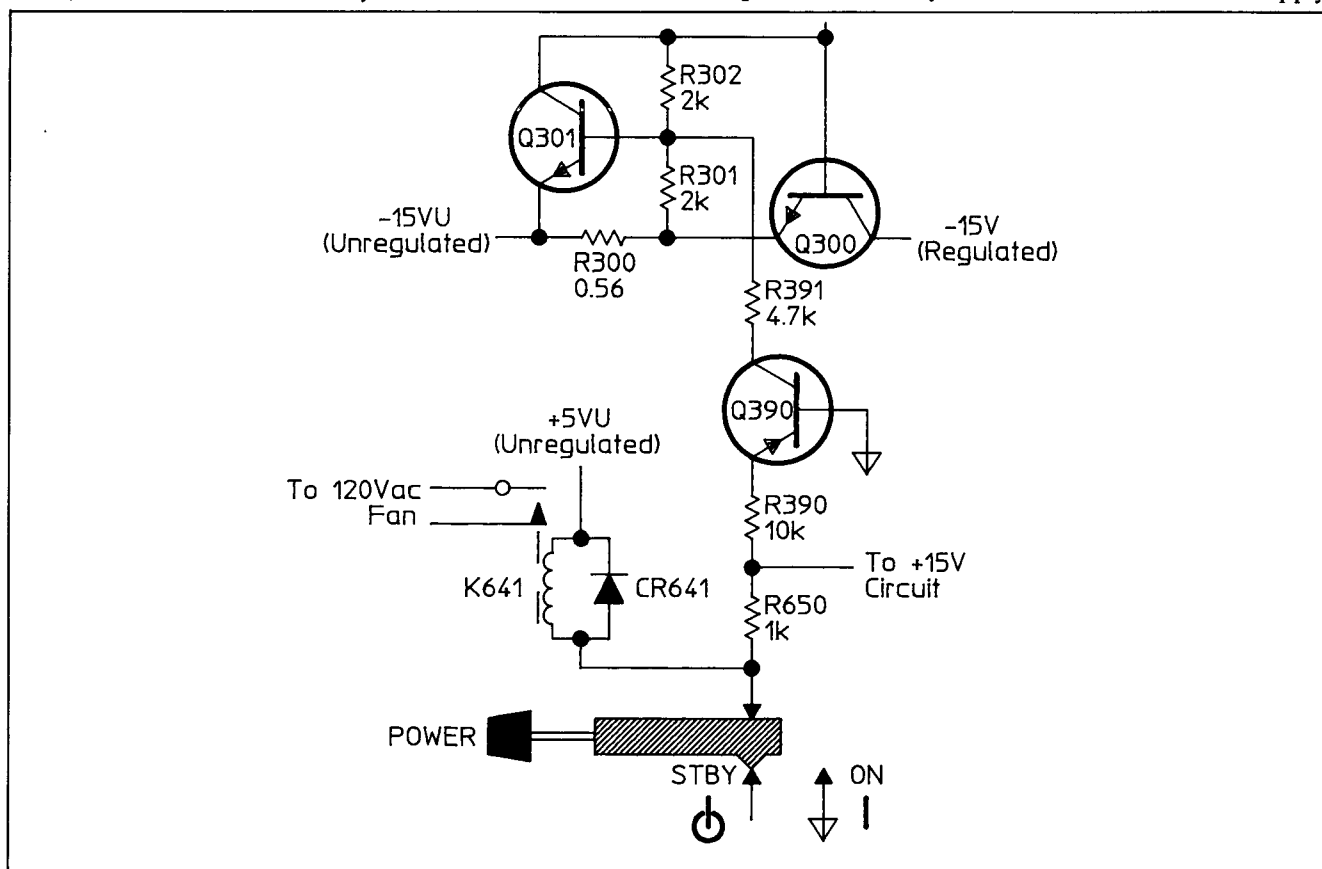 R302
2k
Q301
R301
2k
-15VU
(Unregulated)
R300
0.56
Q300
-15V
(Regulated)
R391
4.7k
Q390
+5VU
(Unregulated)
To 120Vac
Fan
R390
10k
K641
CR641
To +15V
Circuit
R650
1k
POWER
STBY
ON